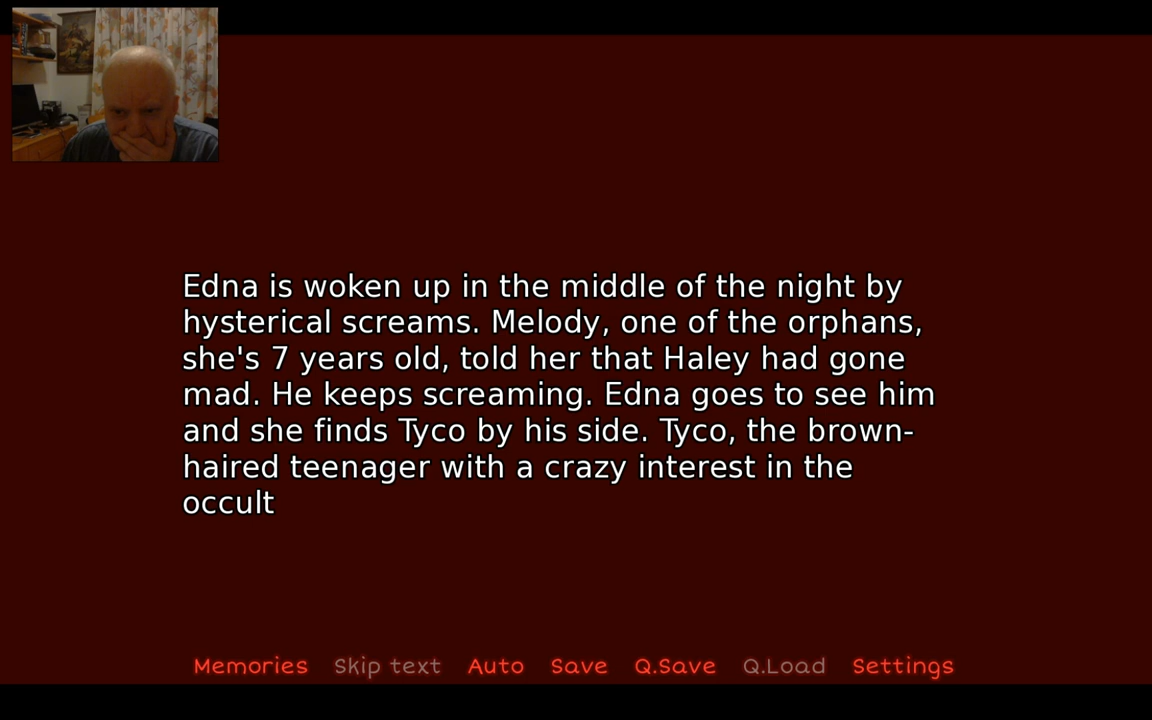 Edna is woken up in the middle of the night by
hysterical screams. Melody, one of the orphans,
she's 7 years old, told her that Haley had gone
mad. He keeps screaming. Edna goes to see him
and she finds Tyco by his side. Tyco, the brown-
haired teenager with a crazy interest in the
occult
Memories Skip text Auto Save Q.Save Q.Load Settings